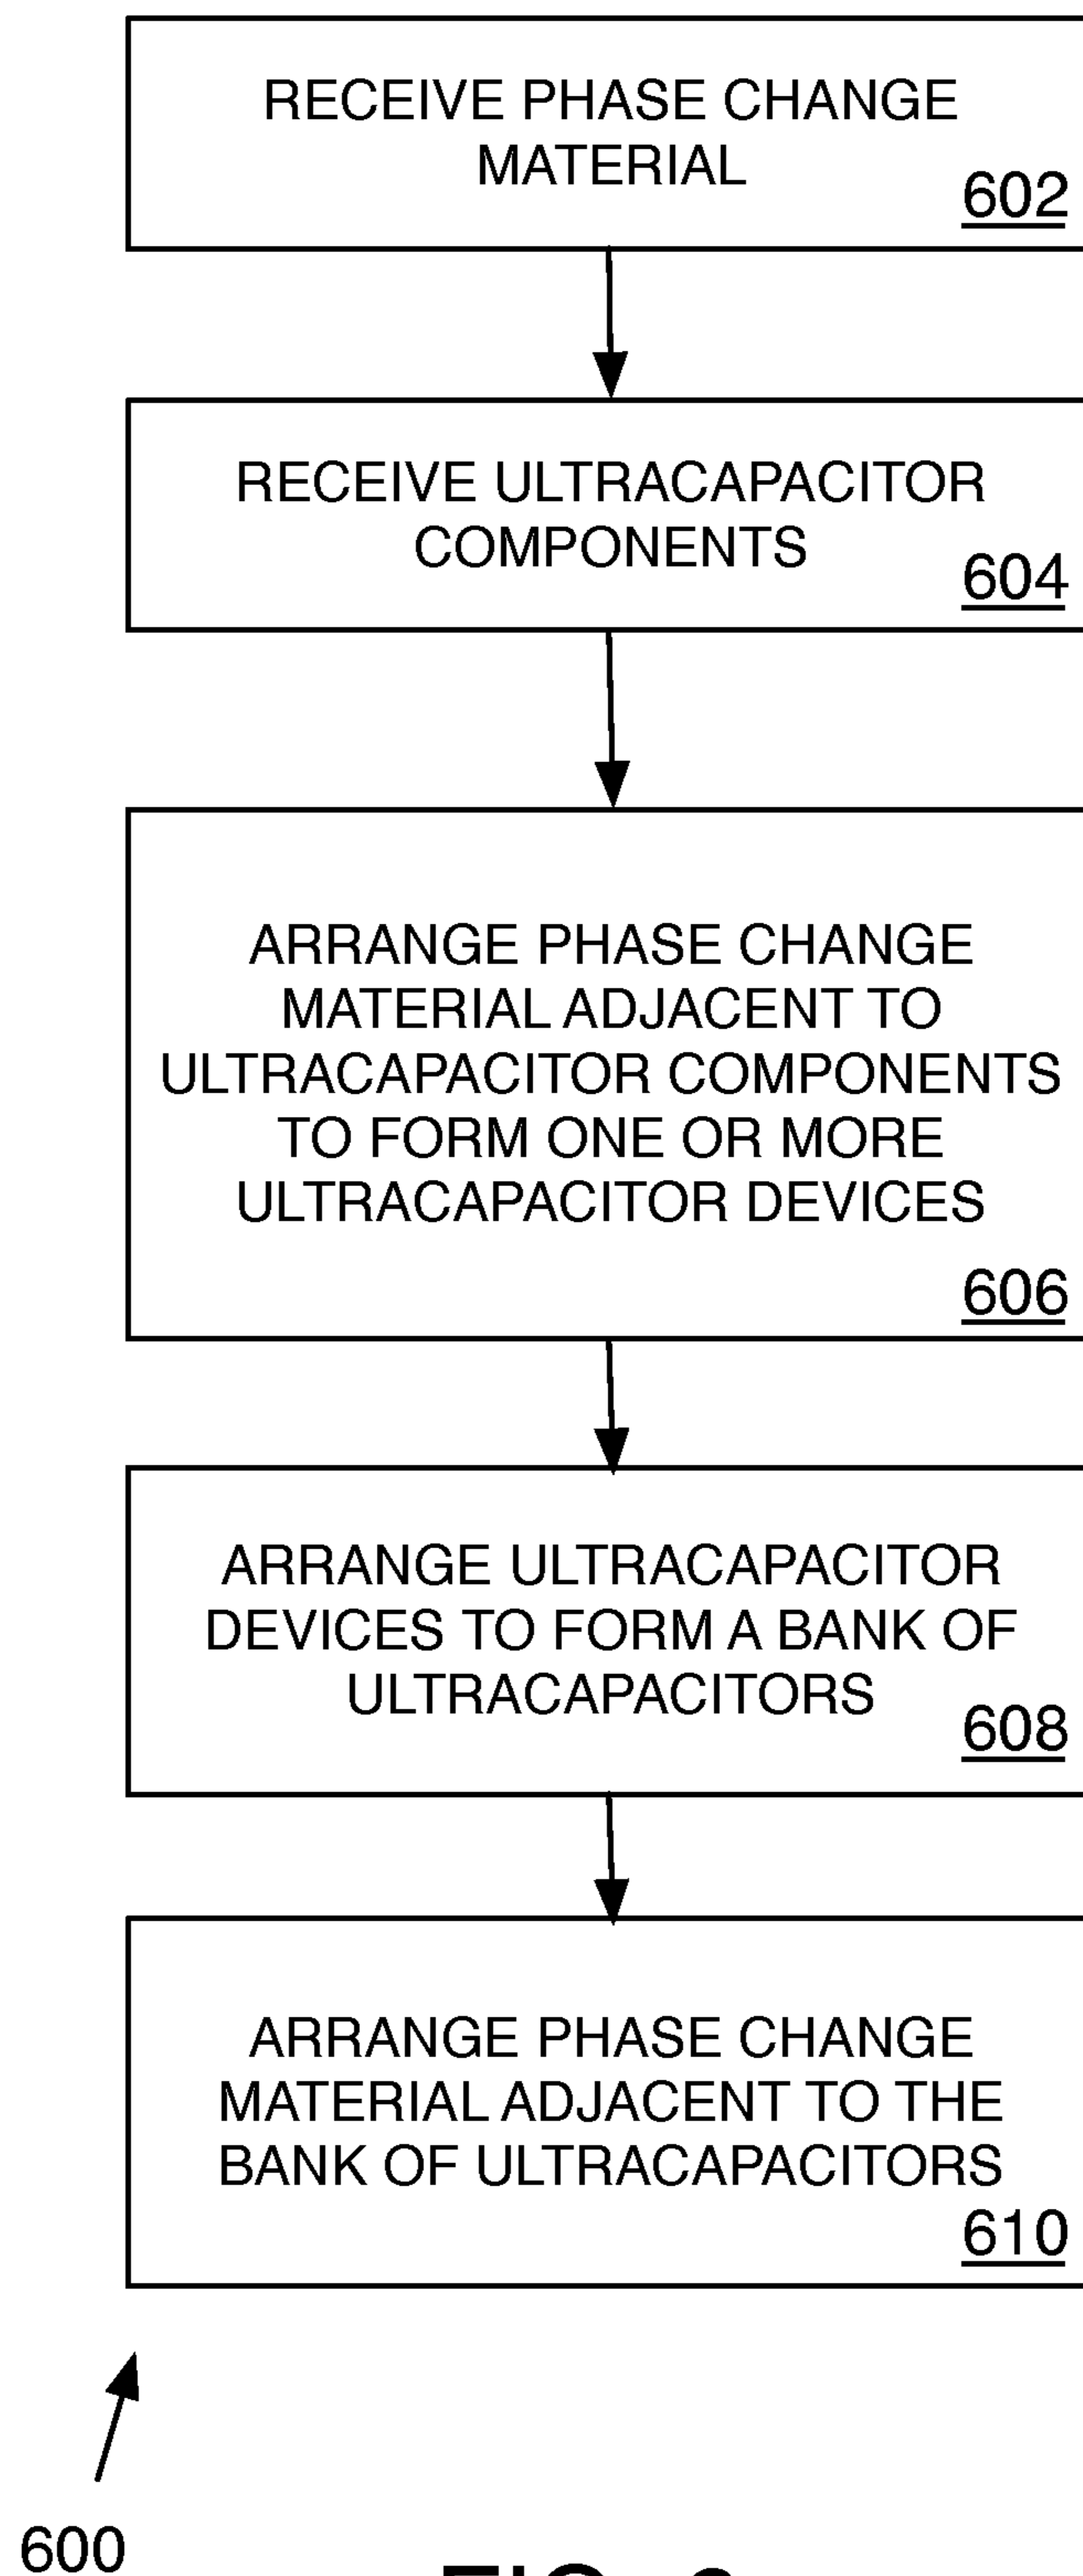 RECEIVE PHASE CHANGE
MATERIAL
602
RECEIVE ULTRACAPACITOR
COMPONENTS
604
ARRANGE PHASE CHANGE
MATERIAL ADJACENT TO
ULTRACAPACITOR COMPONENTS
TO FORM ONE OR MORE
ULTRACAPACITOR DEVICES
606
ARRANGE ULTRACAPACITOR
DEVICES TO FORM A BANK OF
ULTRACAPACITORS
608
ARRANGE PHASE CHANGE
MATERIAL ADJACENT TO THE
BANK OF ULTRACAPACITORS
610
600